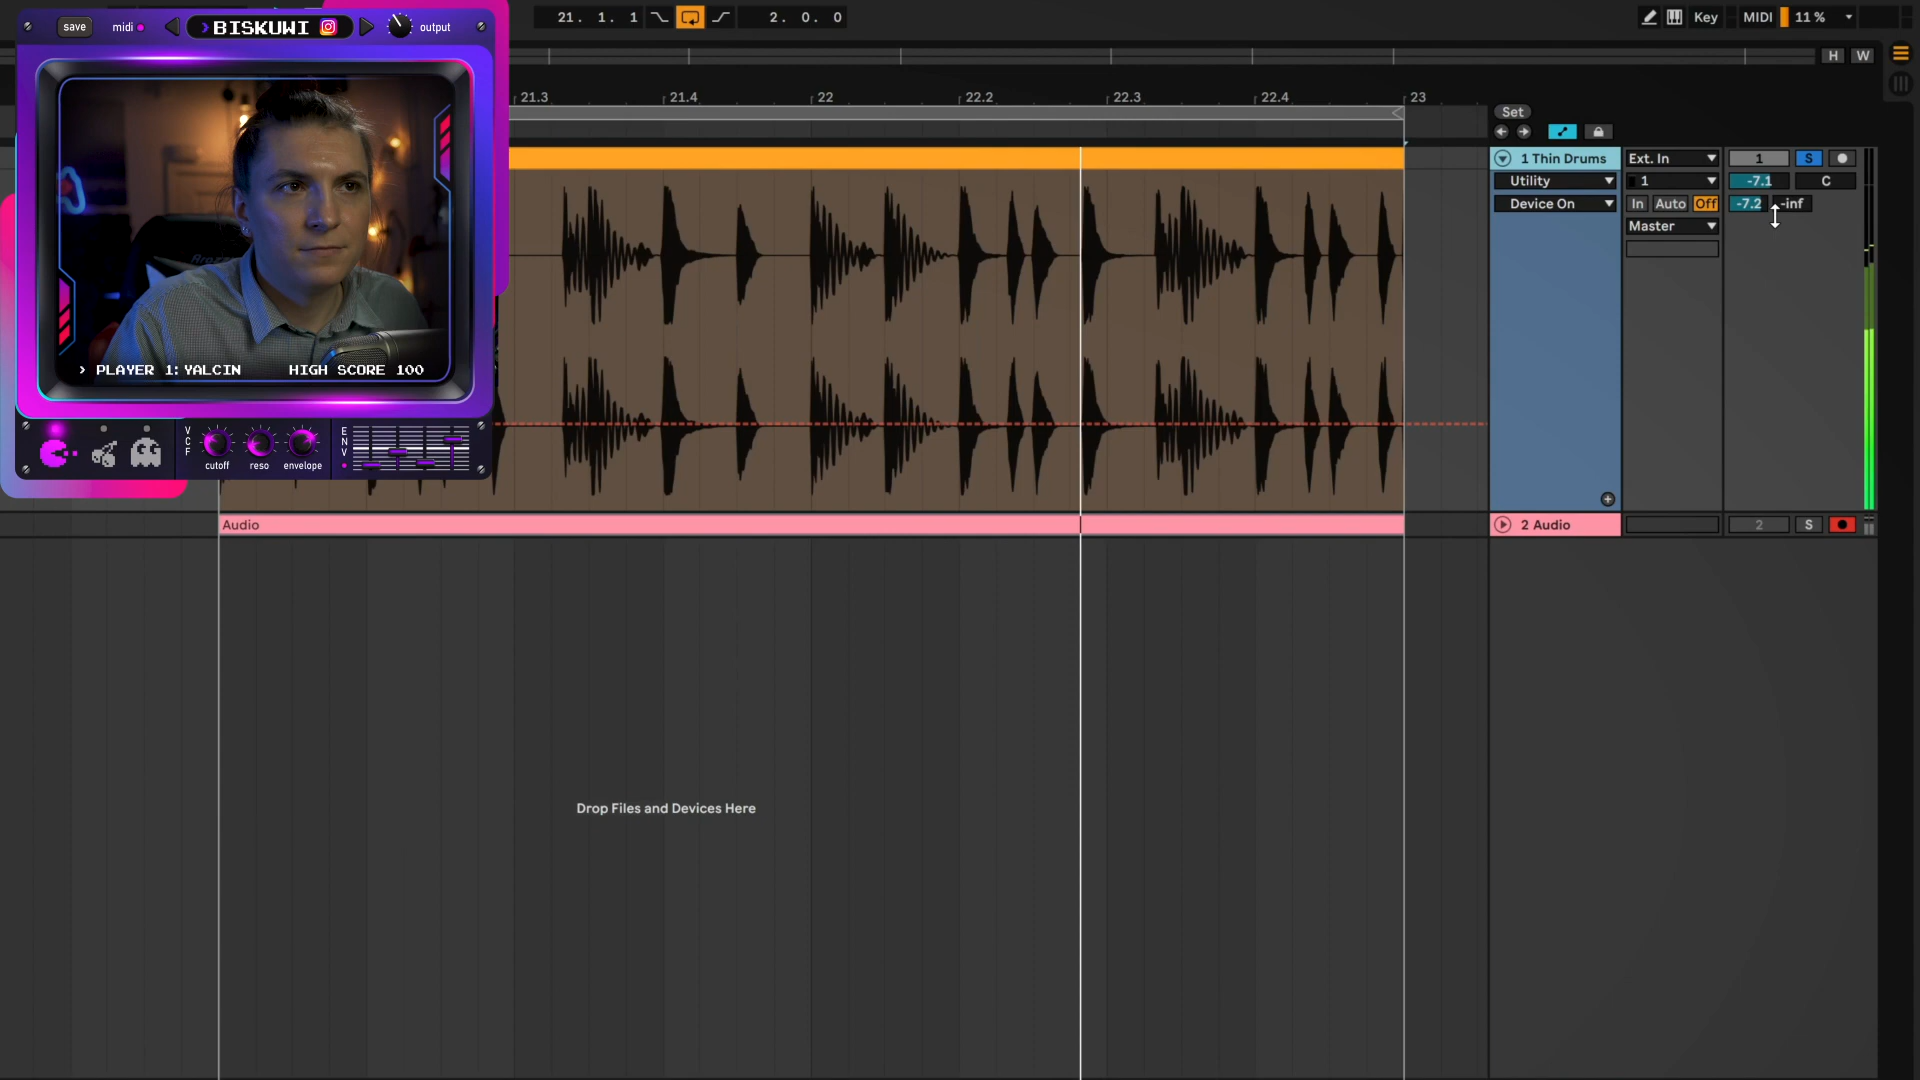 save midi BISKUWI output
21. 1. 1 2. 0. 0 Key MIDI 11 %
H W
21.3 21.4 22 22.2 22.3 22.4 23
Set
1 Thin Drums Ext. In 1 S
Utility 1 -7.1 C
Device On In Auto Off -7.2 -inf
Master
› PLAYER 1: YALCIN HIGH SCORE 100
VCF
cutoff reso envelope
ENV
Audio
2 Audio 2 S
Drop Files and Devices Here